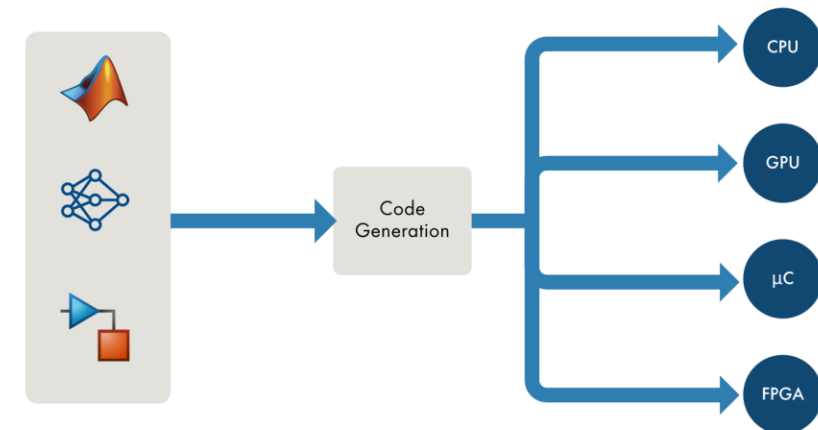 CPU
GPU
Code
Generation
µC
FPGA